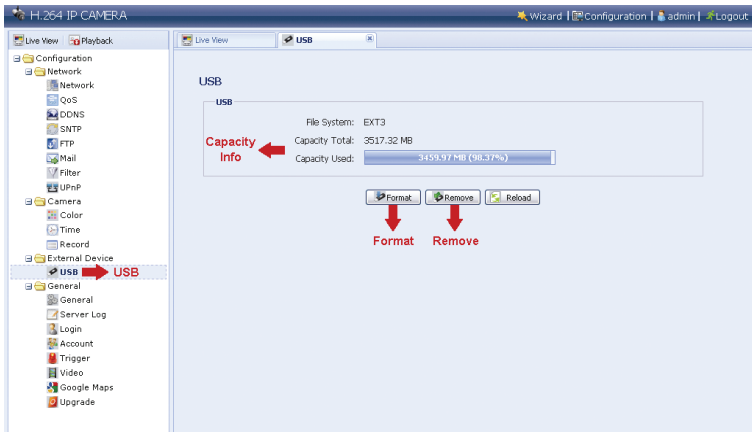 H.264 IP CAMERA
Wizard | Configuration | admin | Logout
Live View Playback
Live View USB
Configuration
Network
Network
QoS
DDNS
SNTP
FTP
Mail
Filter
UPnP
Camera
Color
Time
Record
External Device
USB USB
General
General
Server Log
Login
Account
Trigger
Video
Google Maps
Upgrade
USB
USB
File System: EXT3
Capacity Total: 3517.32 MB
Capacity Used: 3459.97 MB (98.37%)
Capacity
Info
Format Remove Reload
Format Remove